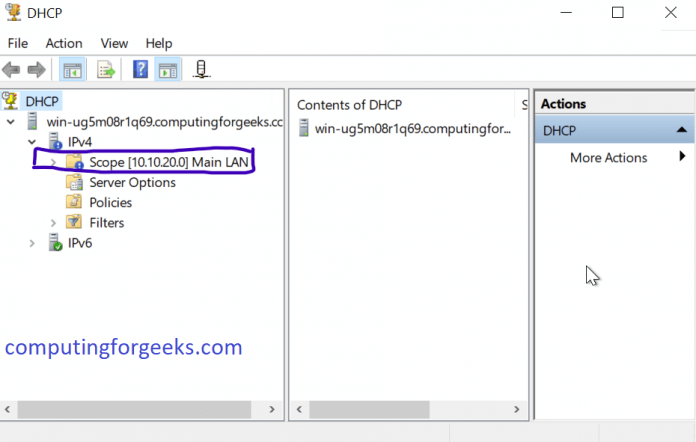 DHCP
File Action View Help
DHCP
win-ug5m08r1q69.computingforgeeks.cc
IPv4
Scope [10.10.20.0] Main LAN
Server Options
Policies
Filters
IPv6
computingforgeeks.com
Contents of DHCP S
win-ug5m08r1q69.computingfor...
Actions
DHCP
More Actions